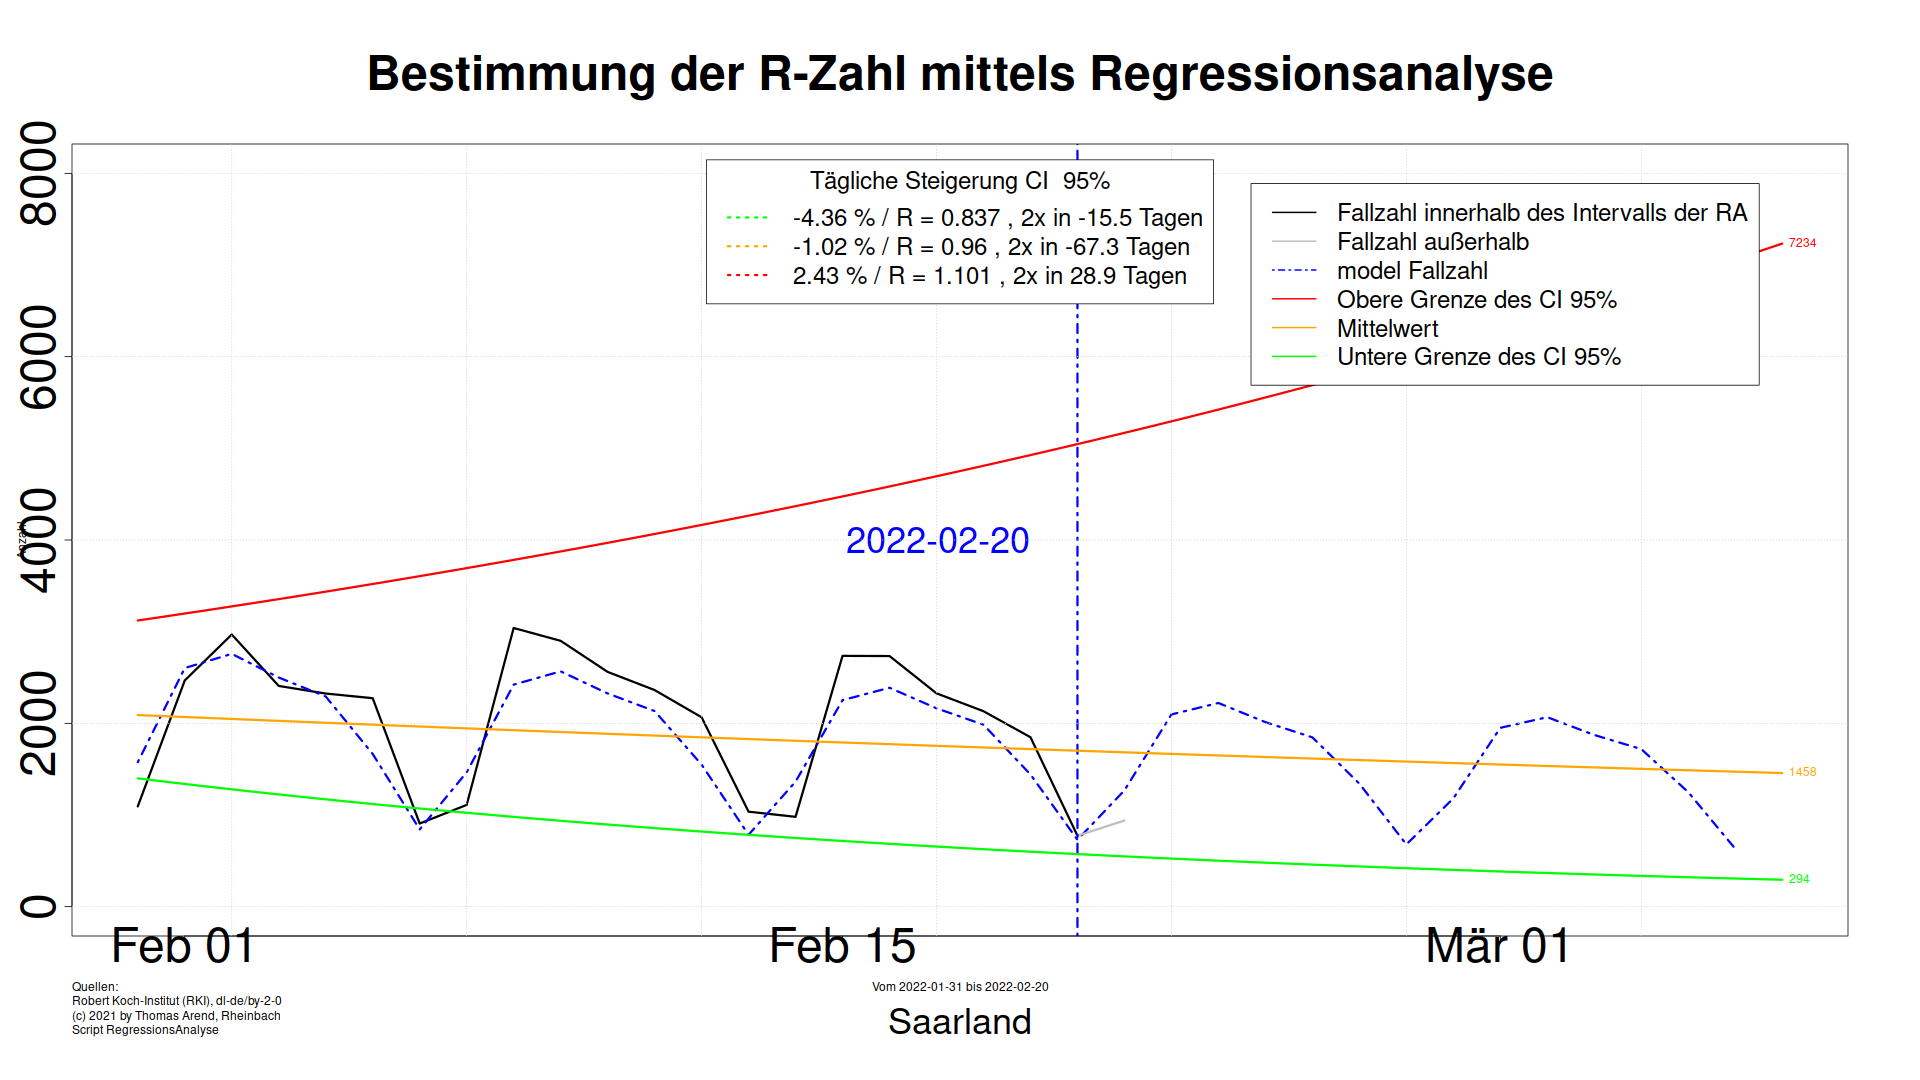 Bestimmung der R-Zahl mittels Regressionsanalyse
Tägliche Steigerung CI  95%
-4.36 % / R = 0.837 , 2x in -15.5 Tagen
-1.02 % / R = 0.96 , 2x in -67.3 Tagen
2.43 % / R = 1.101 , 2x in 28.9 Tagen
Fallzahl innerhalb des Intervalls der RA
Fallzahl außerhalb
model Fallzahl
Obere Grenze des CI 95%
Mittelwert
Untere Grenze des CI 95%
8000
6000
4000
2000
0
Anzahl
2022-02-20
7234
1458
294
Feb 01
Feb 15
Mär 01
Quellen:
Robert Koch-Institut (RKI), dl-de/by-2-0
(c) 2021 by Thomas Arend, Rheinbach
Script RegressionsAnalyse
Vom 2022-01-31 bis 2022-02-20
Saarland